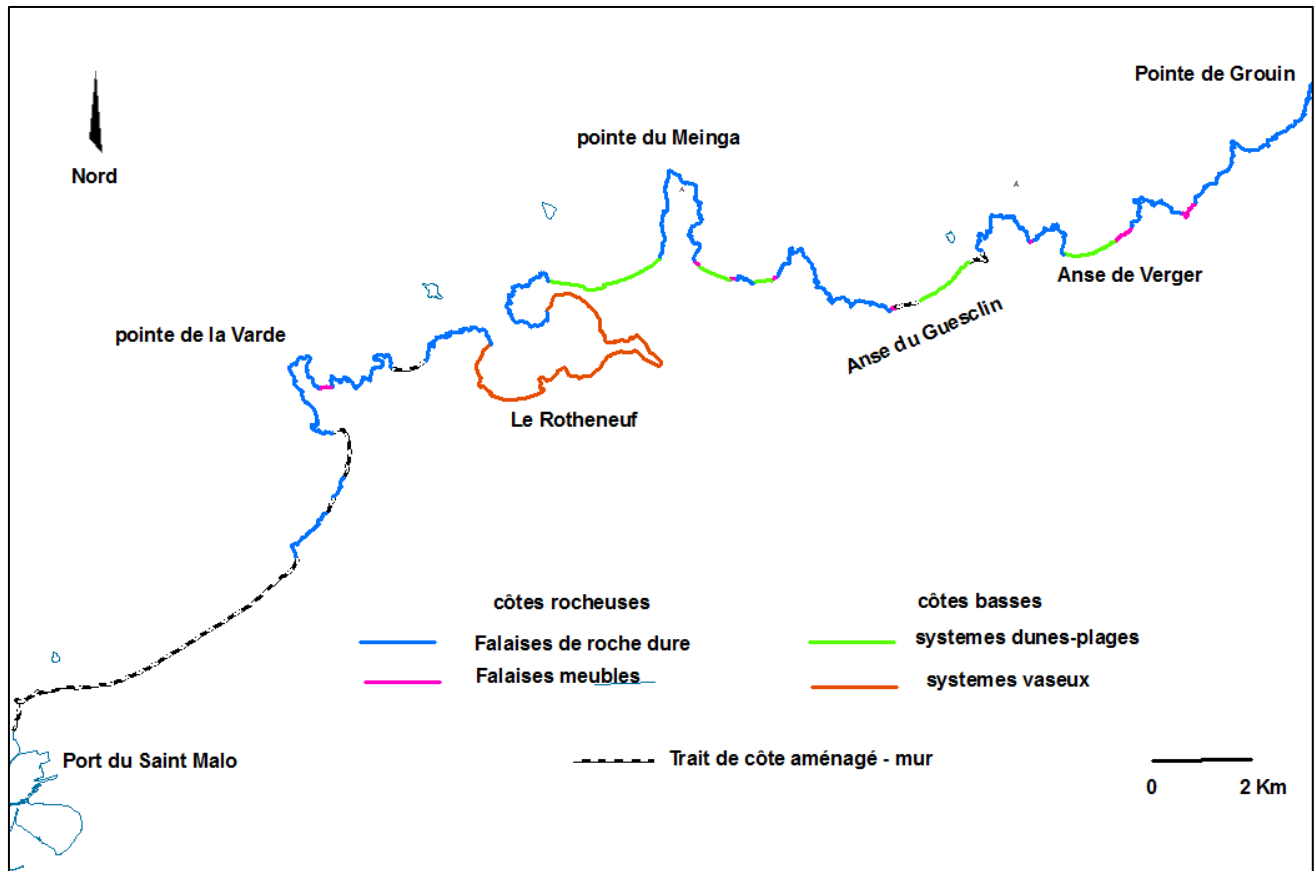 Pointe de Grouin
pointe du Meinga
Nord
Anse de Verger
pointe de la Varde
Anse du Guesclin
Le Rotheneuf
côtes rocheuses
côtes basses
Falaises de roche dure
systemes dunes-plages
Falaises meubles
systemes vaseux
Port du Saint Malo
Trait de côte aménagé - mur
0 2 Km